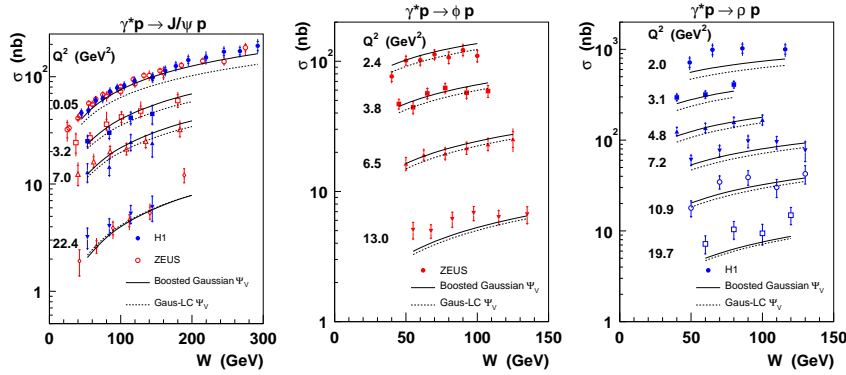 γ*p → J/ψ p
Q² (GeV²)
σ (nb)
10²
10
1
0.05
3.2
7.0
22.4
H1
ZEUS
Boosted Gaussian Ψ_V
Gaus-LC Ψ_V
0 100 200 300
W (GeV)
γ*p → ϕ p
Q² (GeV²)
σ (nb)
10²
10
1
2.4
3.8
6.5
13.0
ZEUS
Boosted Gaussian Ψ_V
Gaus-LC Ψ_V
0 50 100 150
W (GeV)
γ*p → ρ p
Q² (GeV²)
σ (nb)
10³
10²
10
1
2.0
3.1
4.8
7.2
10.9
19.7
H1
Boosted Gaussian Ψ_V
Gaus-LC Ψ_V
0 50 100 150
W (GeV)